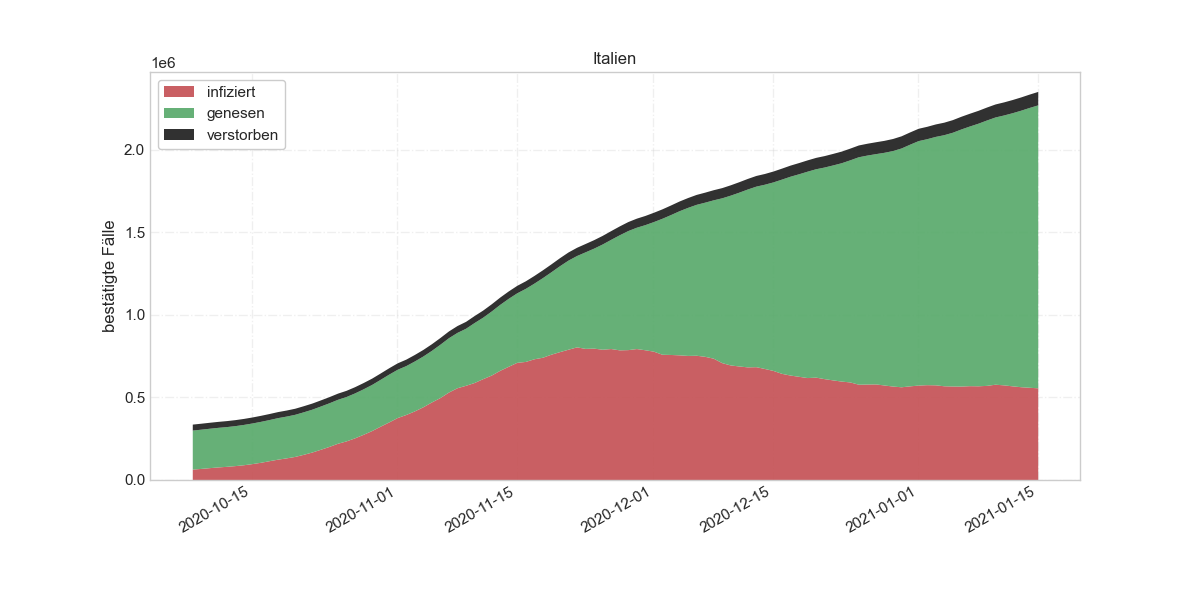 Italien
1e6
infiziert
genesen
verstorben
2.0
1.5
1.0
0.5
0.0
bestätigte Fälle
2020-10-15
2020-11-01
2020-11-15
2020-12-01
2020-12-15
2021-01-01
2021-01-15